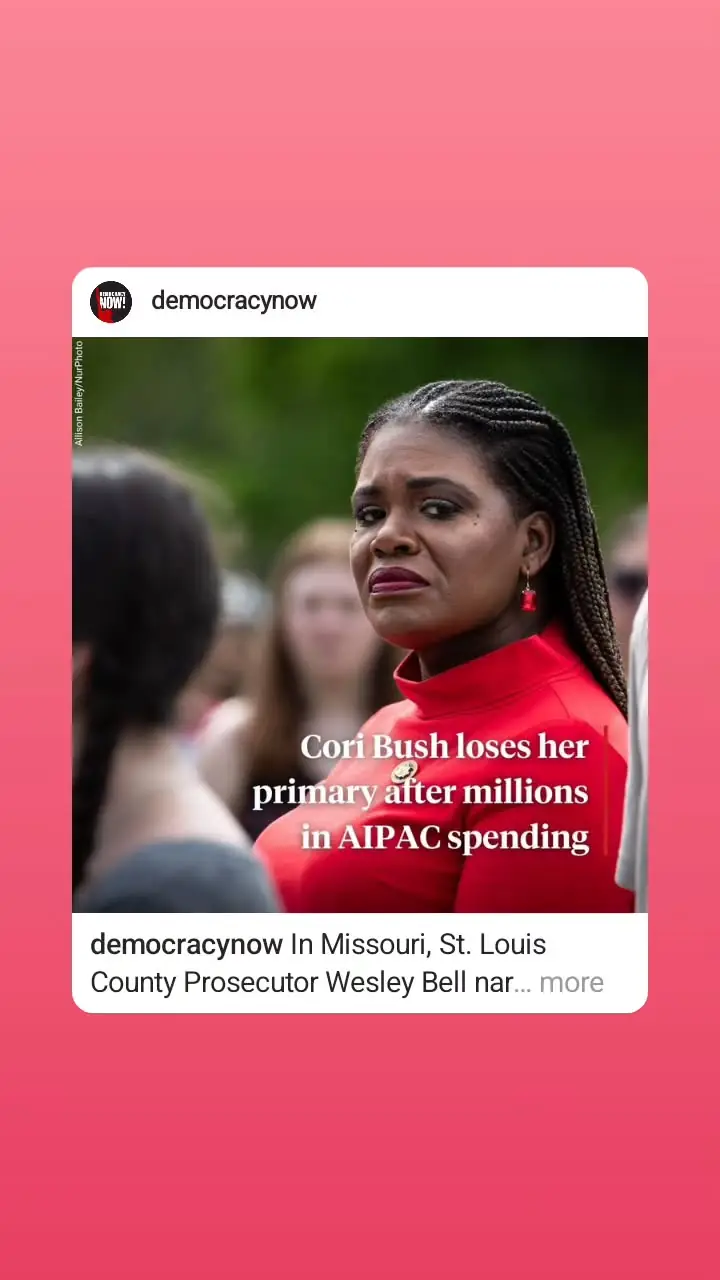 DEMOCRACY
NOW!
democracynow
Allison Bailey/NurPhoto
Cori Bush loses her
primary after millions
in AIPAC spending
democracynow In Missouri, St. Louis
County Prosecutor Wesley Bell nar... more